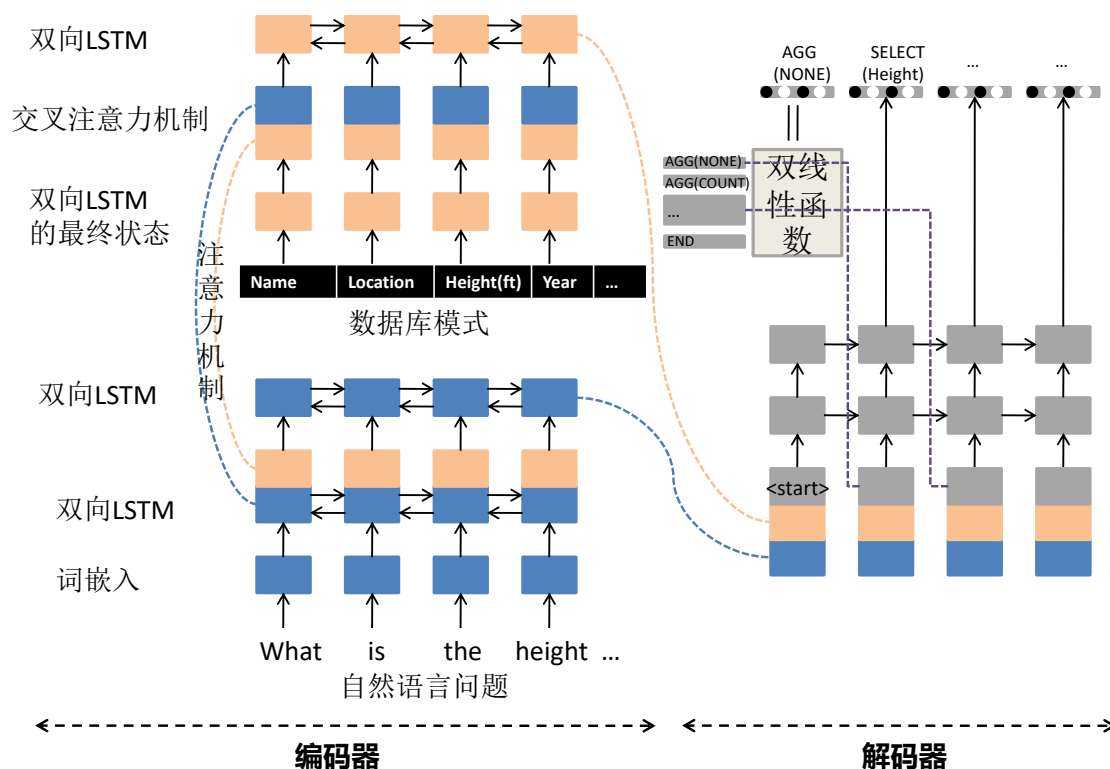 双向LSTM
交叉注意力机制
双向LSTM
的最终状态
注意力机制
Name Location Height(ft) Year ...
数据库模式
双向LSTM
双向LSTM
词嵌入
What is the height ...
自然语言问题
编码器
AGG
(NONE)
SELECT
(Height)
...
...
AGG(NONE)
AGG(COUNT)
...
END
双线
性函
数
<start>
解码器